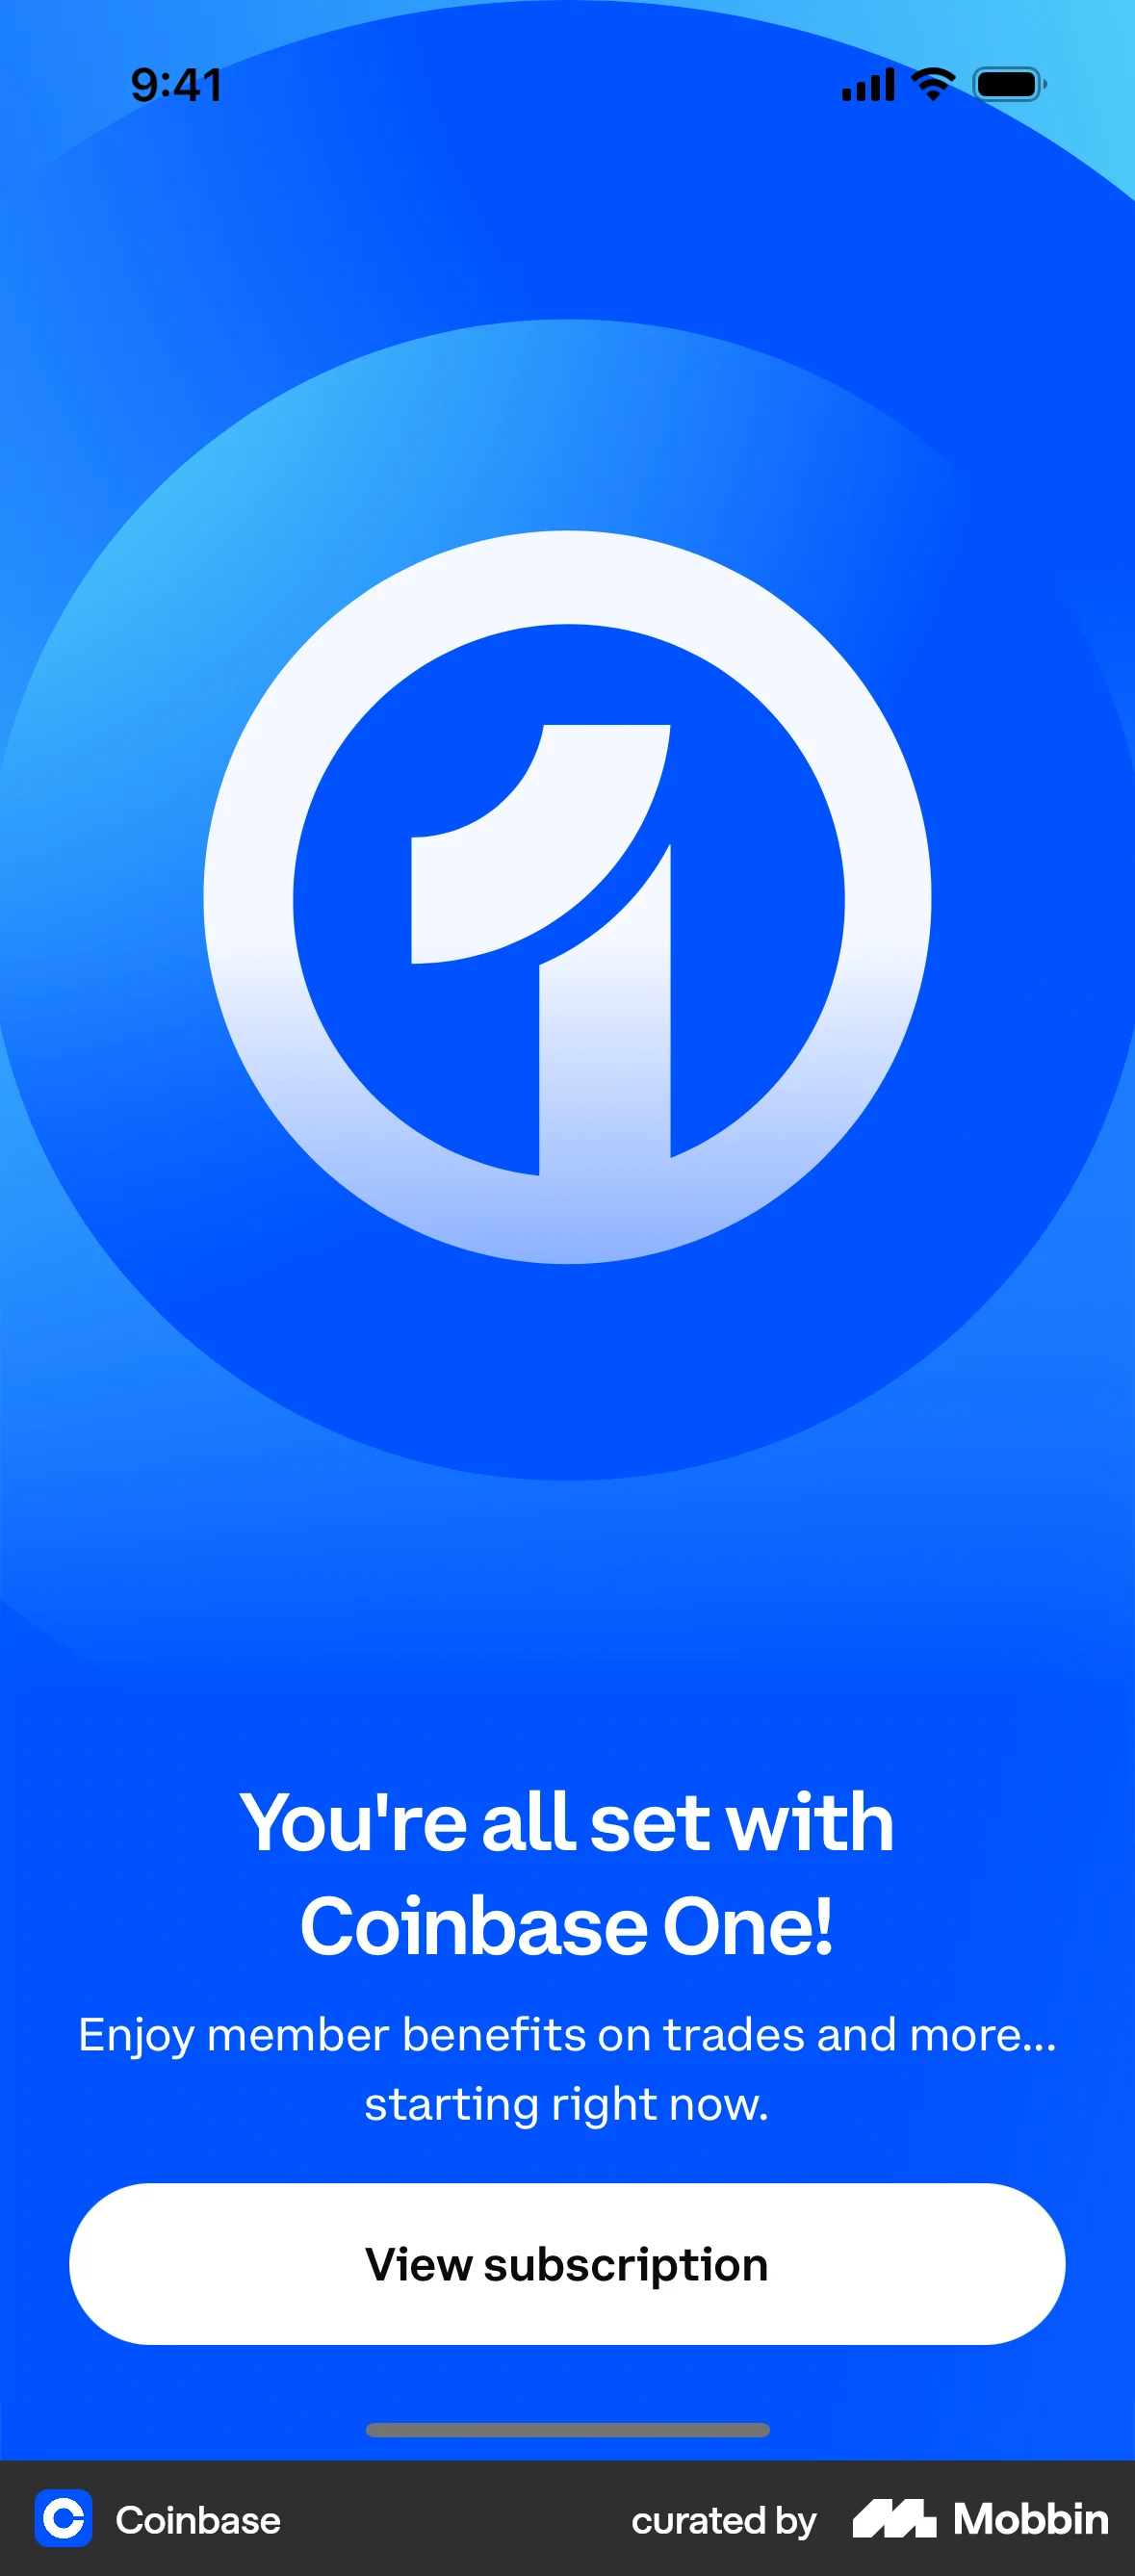 9:41
1
You're all set with
Coinbase One!
Enjoy member benefits on trades and more...
starting right now.
View subscription
Coinbase
curated by Mobbin